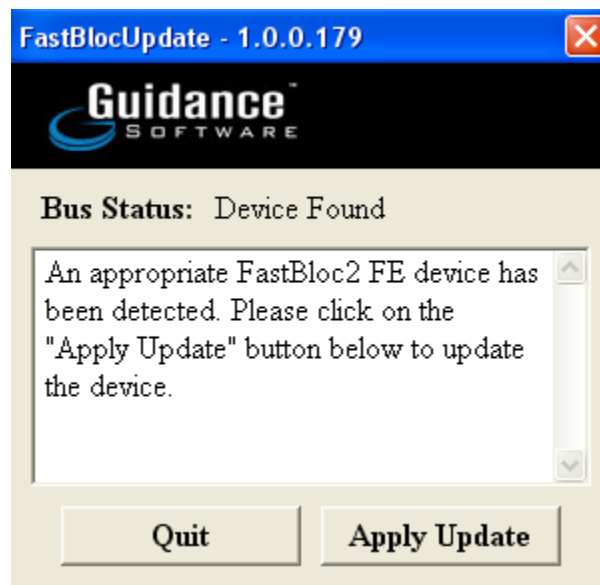 FastBlocUpdate - 1.0.0.179
Guidance™
SOFTWARE
Bus Status: Device Found
An appropriate FastBloc2 FE device has
been detected. Please click on the
"Apply Update" button below to update
the device.
Quit Apply Update